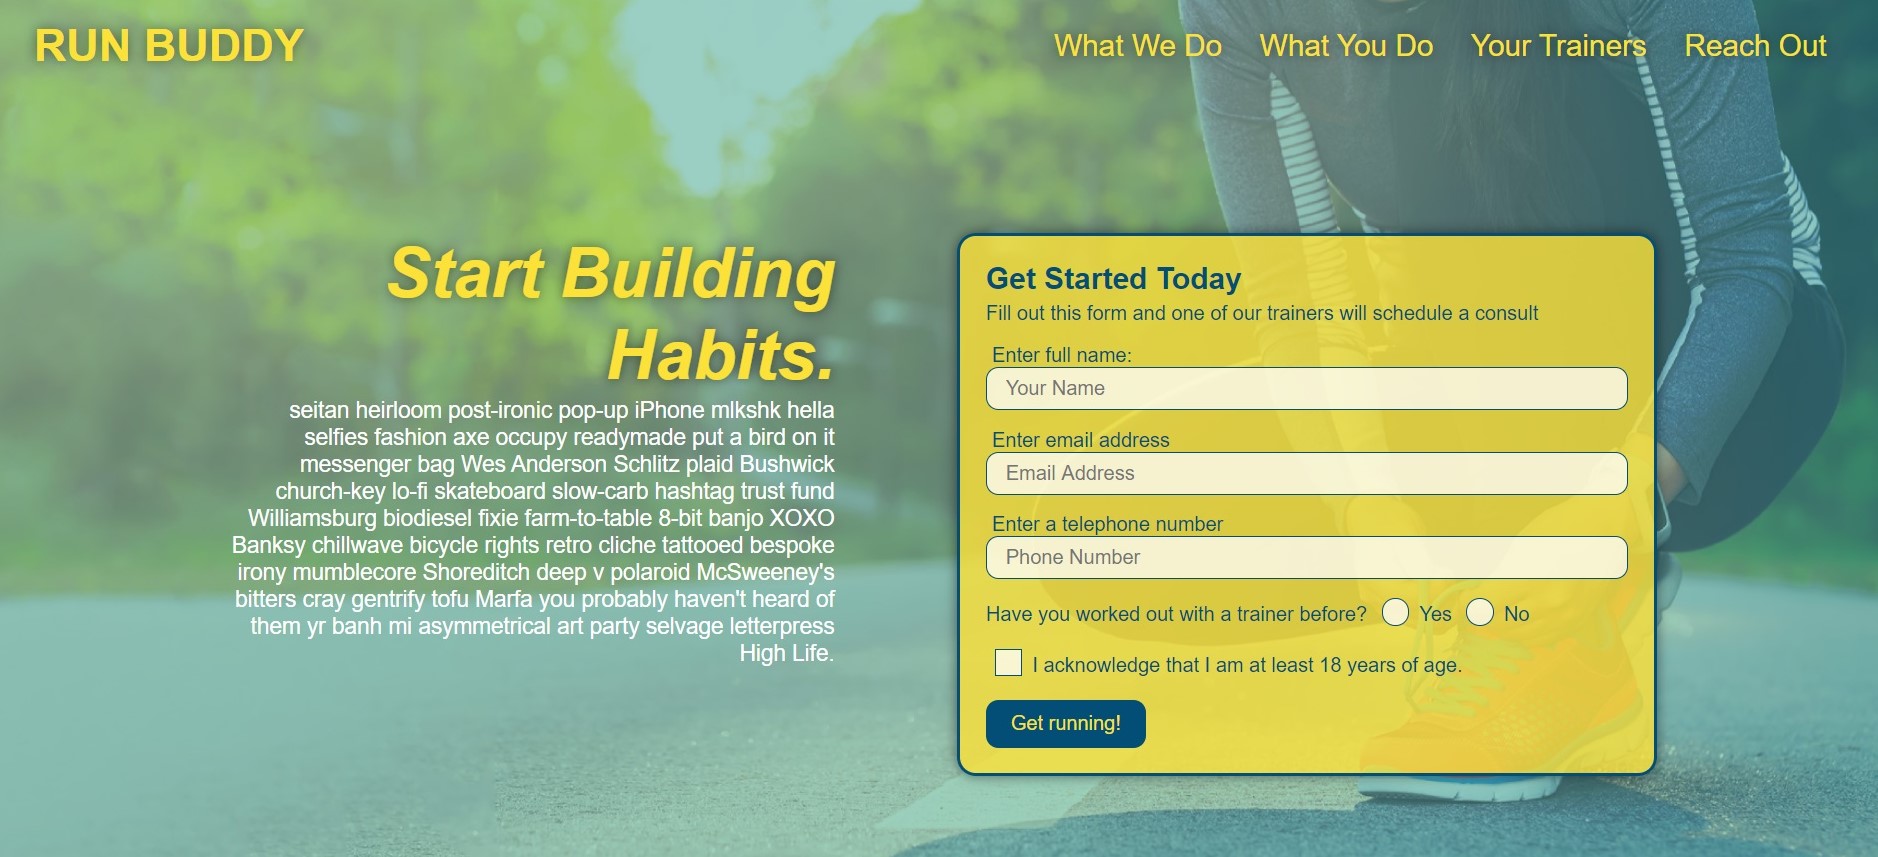 RUN BUDDY
What We Do
What You Do
Your Trainers
Reach Out
Start Building
Habits.
seitan heirloom post-ironic pop-up iPhone mlkshk hella
selfies fashion axe occupy readymade put a bird on it
messenger bag Wes Anderson Schlitz plaid Bushwick
church-key lo-fi skateboard slow-carb hashtag trust fund
Williamsburg biodiesel fixie farm-to-table 8-bit banjo XOXO
Banksy chillwave bicycle rights retro cliche tattooed bespoke
irony mumblecore Shoreditch deep v polaroid McSweeney's
bitters cray gentrify tofu Marfa you probably haven't heard of
them yr banh mi asymmetrical art party selvage letterpress
High Life.
Get Started Today
Fill out this form and one of our trainers will schedule a consult
Enter full name:
Your Name
Enter email address
Email Address
Enter a telephone number
Phone Number
Have you worked out with a trainer before? Yes No
I acknowledge that I am at least 18 years of age.
Get running!